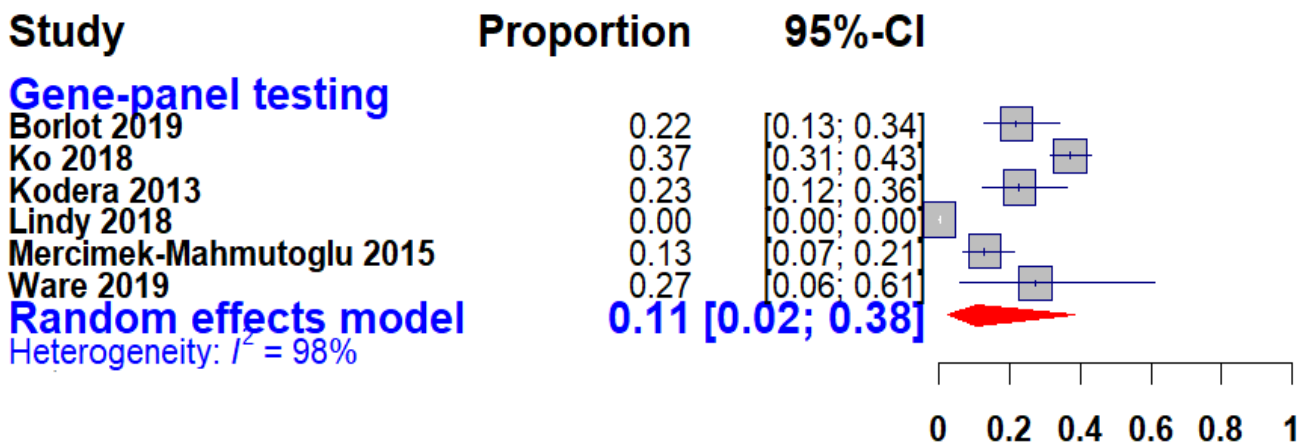 Study Proportion 95%-CI
Gene-panel testing
Borlot 2019 0.22 [0.13; 0.34]
Ko 2018 0.37 [0.31; 0.43]
Kodera 2013 0.23 [0.12; 0.36]
Lindy 2018 0.00 [0.00; 0.00]
Mercimek-Mahmutoglu 2015 0.13 [0.07; 0.21]
Ware 2019 0.27 [0.06; 0.61]
Random effects model 0.11 [0.02; 0.38]
Heterogeneity: I² = 98%
0 0.2 0.4 0.6 0.8 1